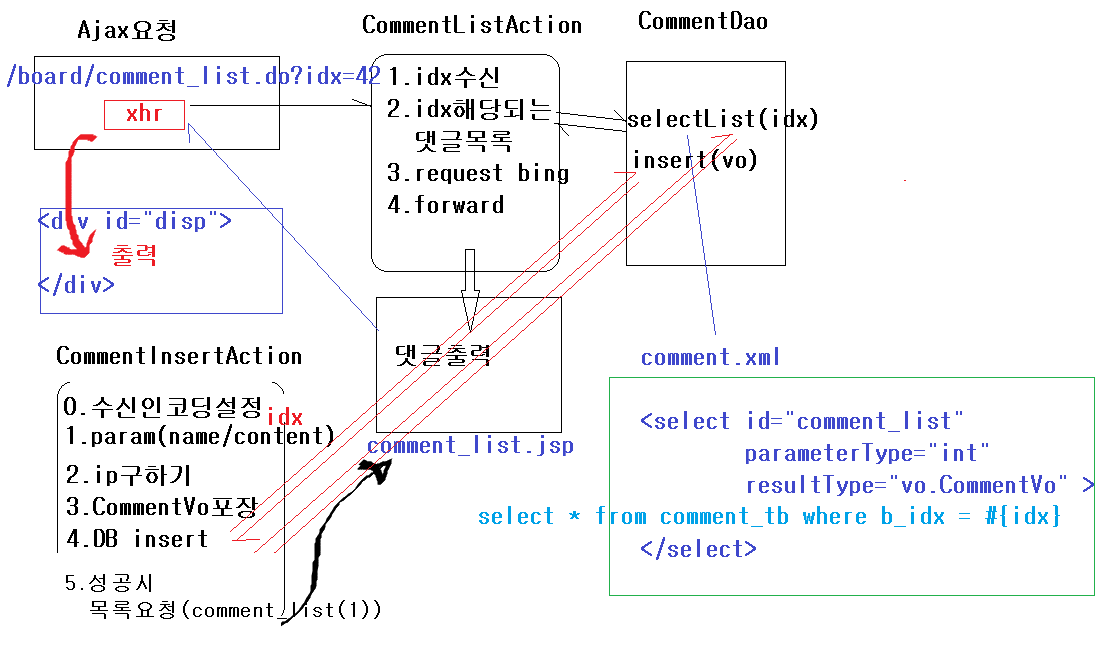 Ajax요청
/board/comment_list.do?idx=42
xhr
<div id="disp">
출력
</div>
CommentListAction
1.idx수신
2.idx해당되는
댓글목록
3.request bing
4.forward
CommentDao
selectList(idx)
insert(vo)
댓글출력
comment_list.jsp
CommentInsertAction
0.수신인코딩설정
idx
1.param(name/content)
2.ip구하기
3.CommentVo포장
4.DB insert
5.성공시
목록요청(comment_list(1))
comment.xml
<select id="comment_list"
parameterType="int"
resultType="vo.CommentVo" >
select * from comment_tb where b_idx = #{idx}
</select>